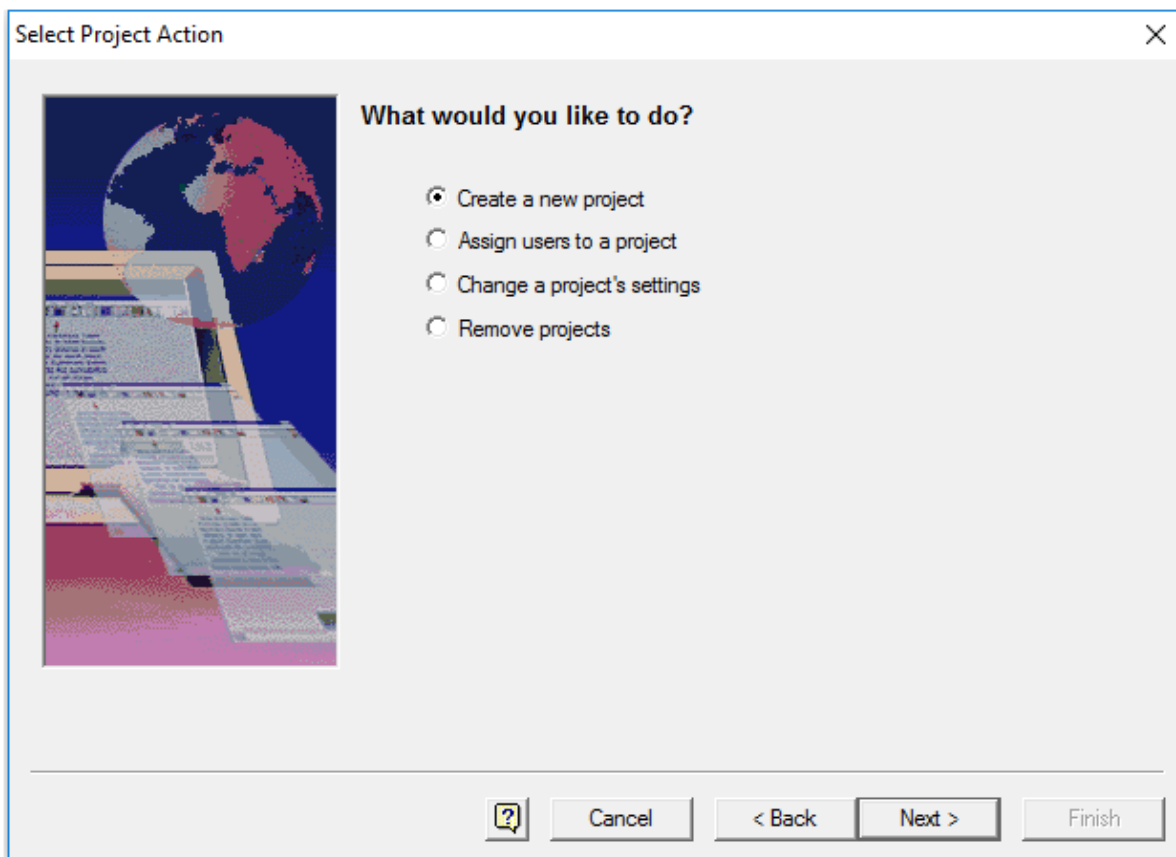 Select Project Action
What would you like to do?
Create a new project
Assign users to a project
Change a project's settings
Remove projects
?
Cancel
< Back
Next >
Finish